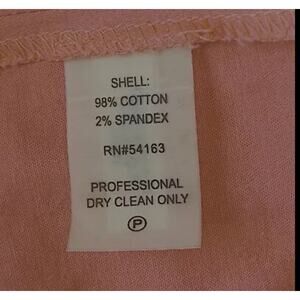 SHELL:
98% COTTON
2% SPANDEX
RN#54163
PROFESSIONAL
DRY CLEAN ONLY
P